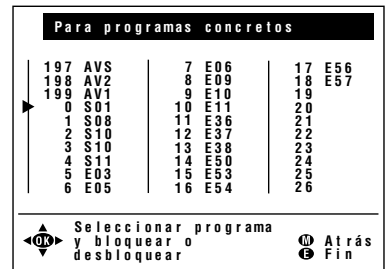 Para programas concretos
197 AVS
198 AV2
199 AV1
0 S01
1 S08
2 S10
3 S10
4 S11
5 E03
6 E05
7 E06
8 E09
9 E10
10 E11
11 E36
12 E37
13 E38
14 E50
15 E53
16 E54
17 E56
18 E57
19
20
21
22
23
24
25
26
OK
Seleccionar programa
y bloquear o
desbloquear
M Atrás
E Fin